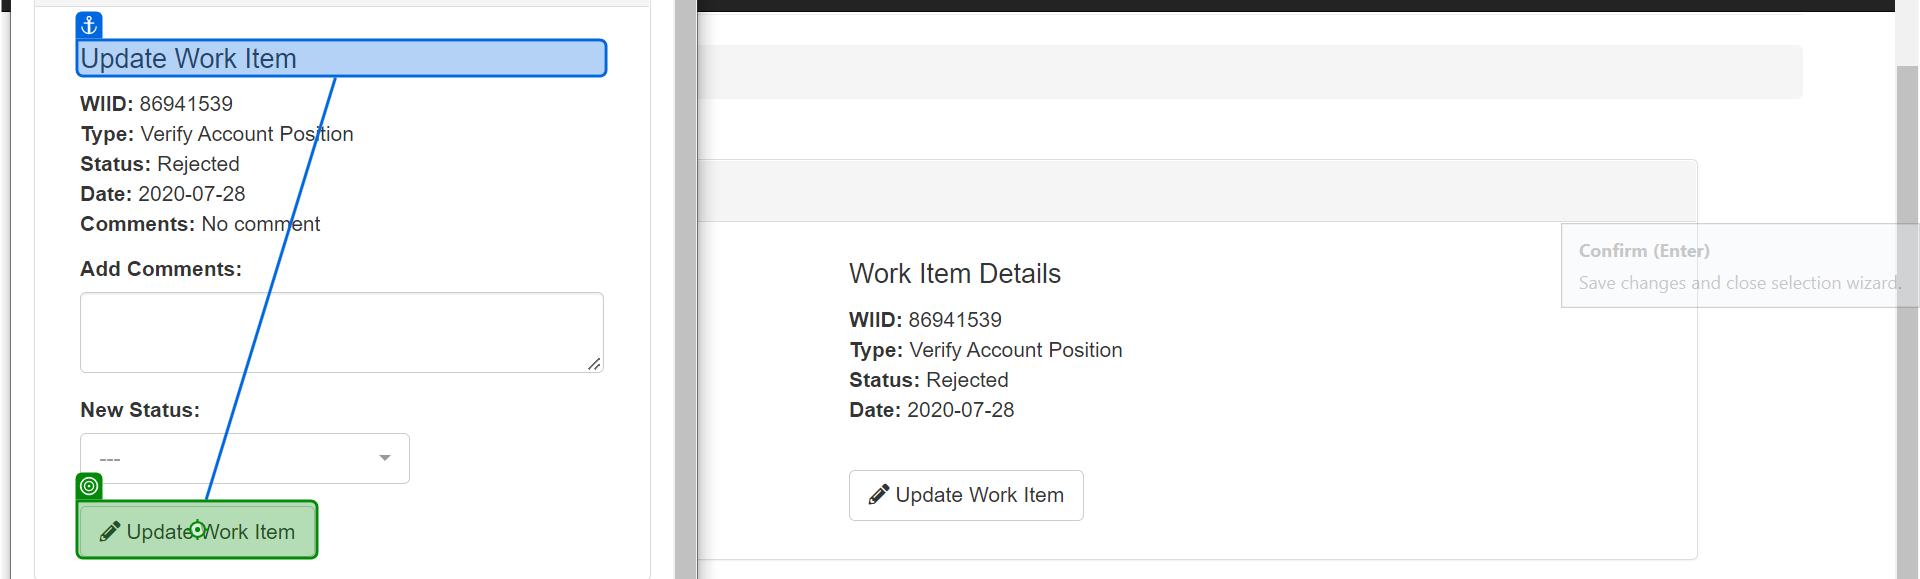 Update Work Item
WIID: 86941539
Type: Verify Account Position
Status: Rejected
Date: 2020-07-28
Comments: No comment
Add Comments:
New Status:
---
Update Work Item
Work Item Details
WIID: 86941539
Type: Verify Account Position
Status: Rejected
Date: 2020-07-28
Update Work Item
Confirm (Enter)
Save changes and close selection wizard.